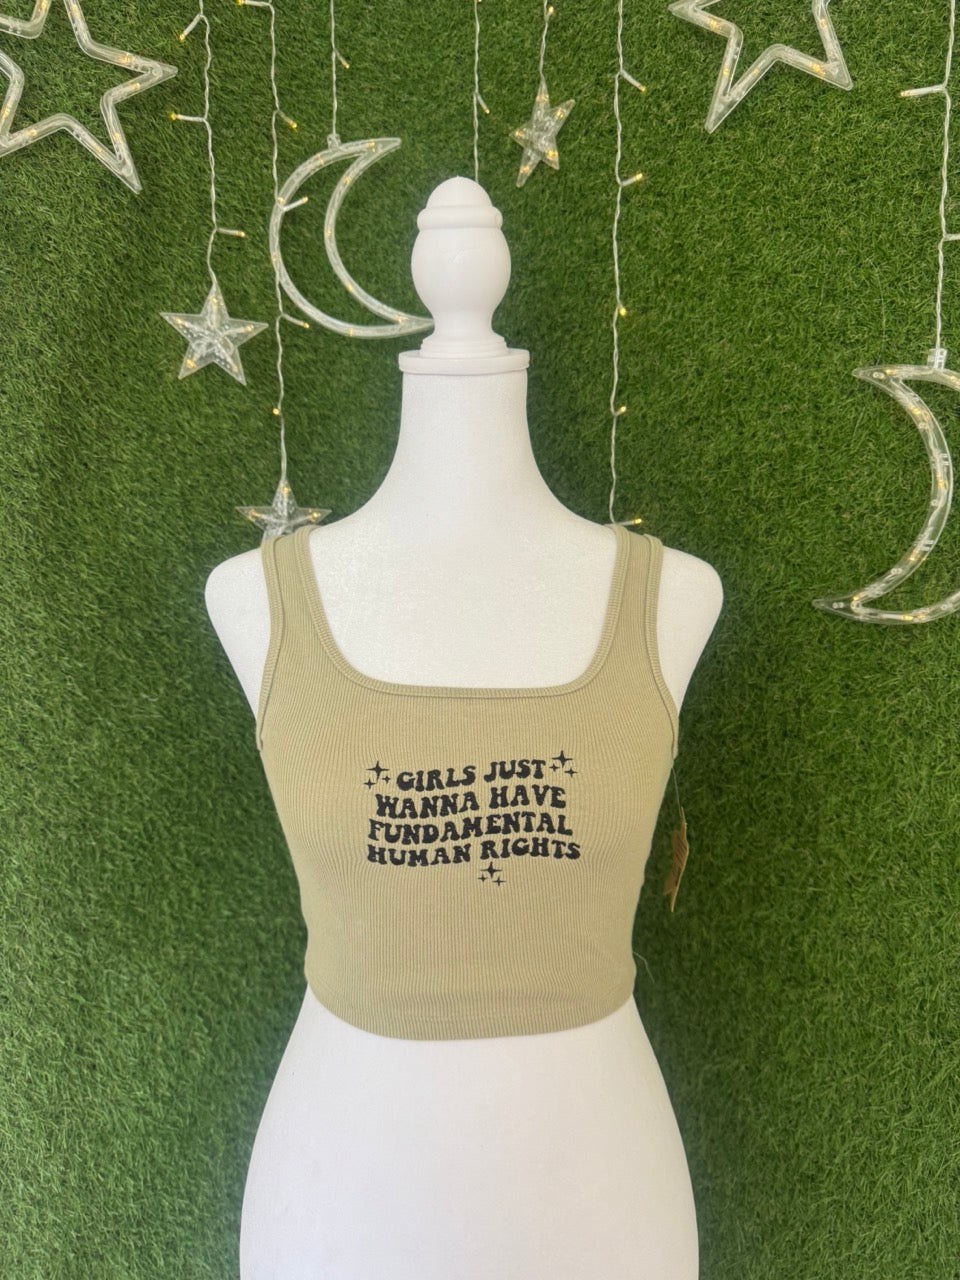 GIRLS JUST
WANNA HAVE
FUNDAMENTAL
HUMAN RIGHTS